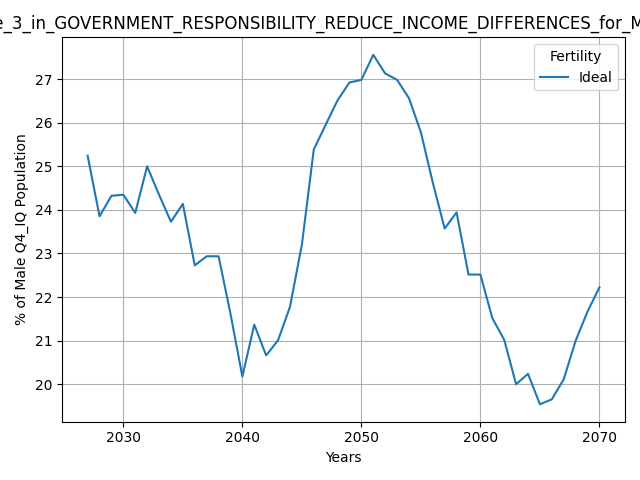 e_3_in_GOVERNMENT_RESPONSIBILITY_REDUCE_INCOME_DIFFERENCES_for_M
Fertility
Ideal
% of Male Q4_IQ Population
27
26
25
24
23
22
21
20
2030
2040
2050
2060
2070
Years